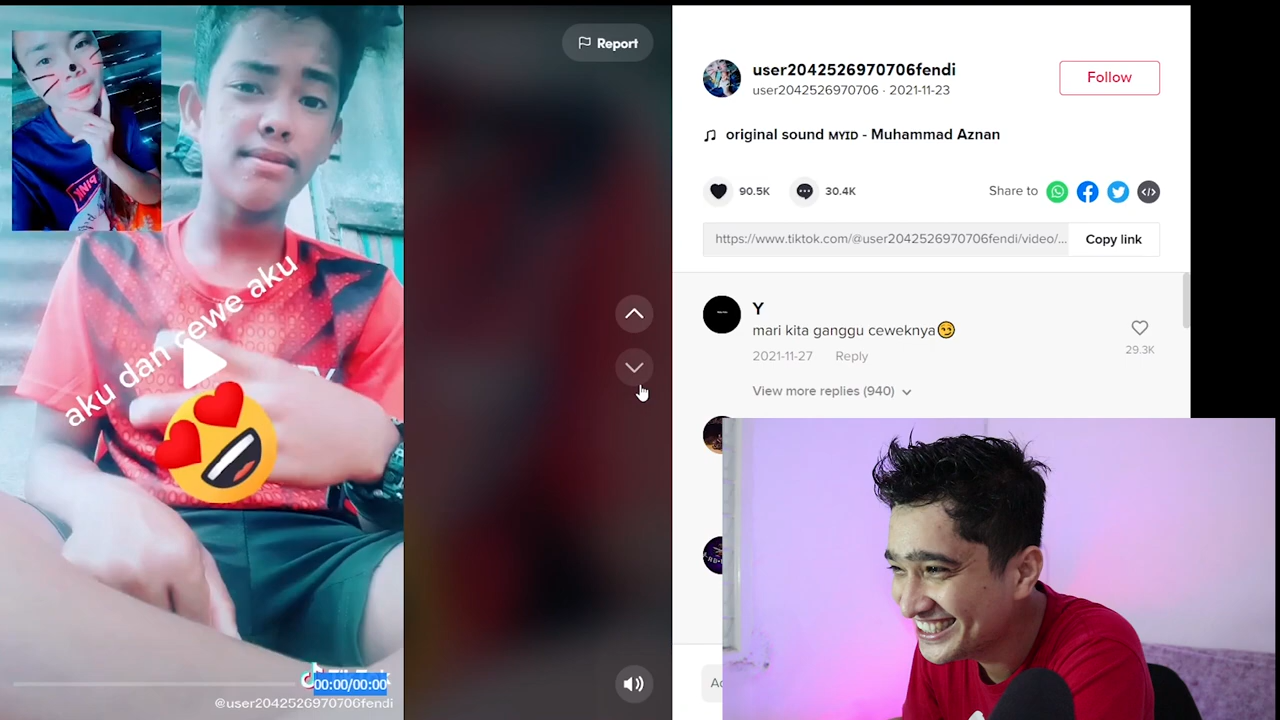 PINK
aku dan cewe aku
00:00/00:00
@user2042526970706fendi
Report
user2042526970706fendi
user2042526970706 · 2021-11-23
Follow
original sound ᴍʏɪᴅ - Muhammad Aznan
90.5K
30.4K
Share to
https://www.tiktok.com/@user2042526970706fendi/video/...
Copy link
Y
mari kita ganggu ceweknya😏
29.3K
2021-11-27
Reply
View more replies (940)